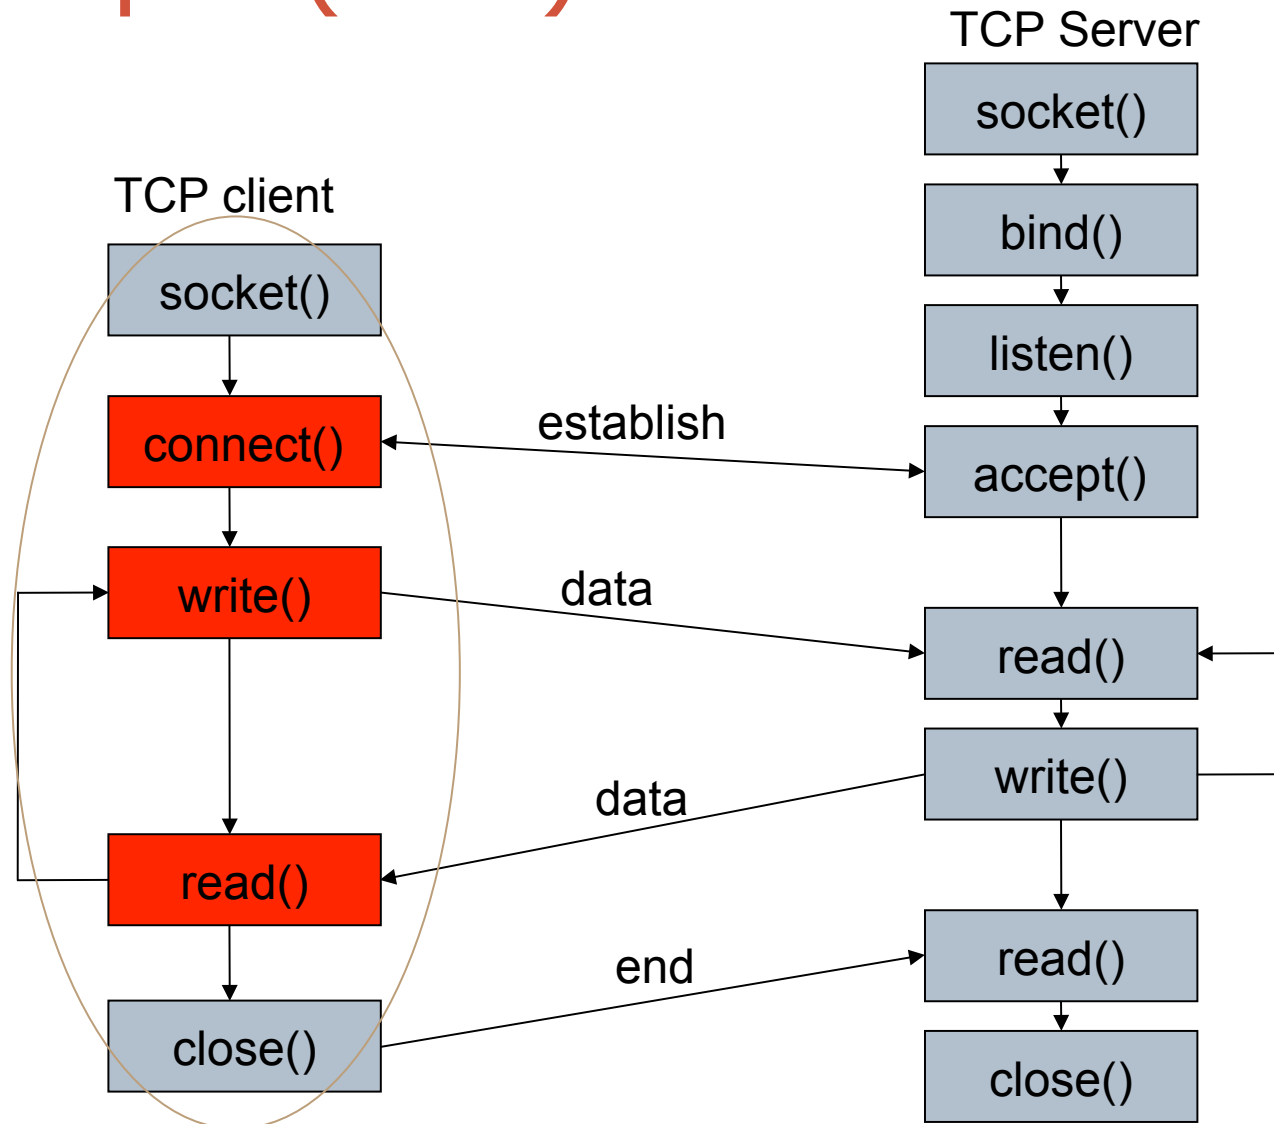 TCP Server
socket()
bind()
TCP client
socket()
listen()
connect()
establish
accept()
write()
data
read()
data
write()
read()
end
read()
close()
close()